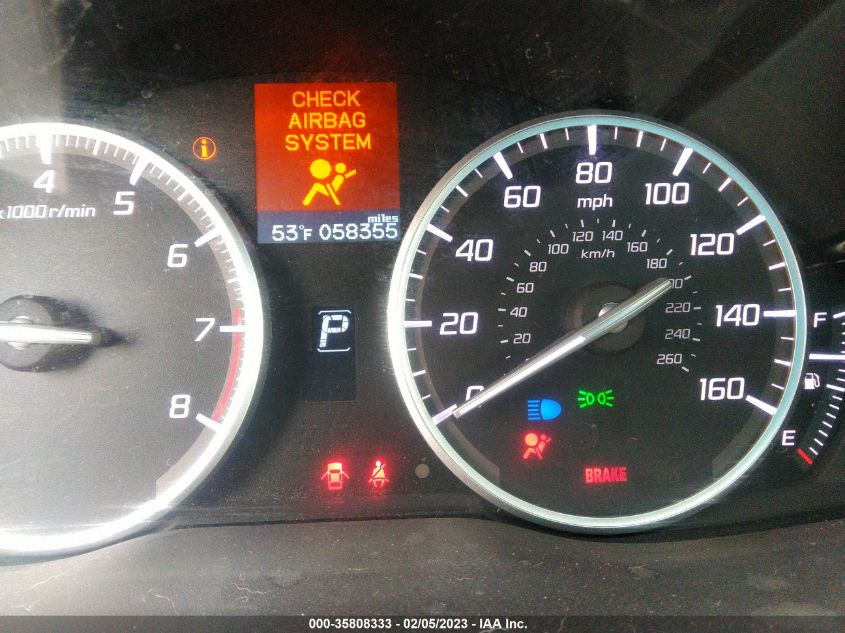 CHECK
AIRBAG
SYSTEM
miles
53°F 058355
4
5
x1000r/min
6
7
8
P
0
20
40
60
80
100
120
140
160
mph
20
40
60
80
100
120
140
160
180
220
240
260
km/h
BRAKE
F
E
000-35808333 - 02/05/2023 - IAA Inc.